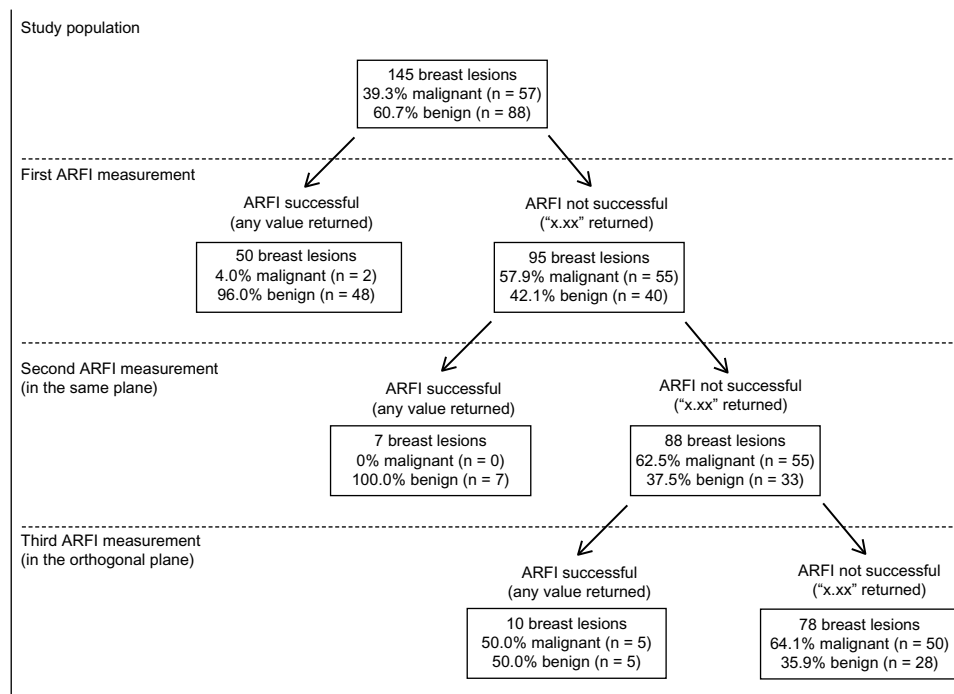 Study population
145 breast lesions
39.3% malignant (n = 57)
60.7% benign (n = 88)
First ARFI measurement
ARFI successful
(any value returned)
50 breast lesions
4.0% malignant (n = 2)
96.0% benign (n = 48)
ARFI not successful
(“x.xx” returned)
95 breast lesions
57.9% malignant (n = 55)
42.1% benign (n = 40)
Second ARFI measurement
(in the same plane)
ARFI successful
(any value returned)
7 breast lesions
0% malignant (n = 0)
100.0% benign (n = 7)
ARFI not successful
(“x.xx” returned)
88 breast lesions
62.5% malignant (n = 55)
37.5% benign (n = 33)
Third ARFI measurement
(in the orthogonal plane)
ARFI successful
(any value returned)
10 breast lesions
50.0% malignant (n = 5)
50.0% benign (n = 5)
ARFI not successful
(“x.xx” returned)
78 breast lesions
64.1% malignant (n = 50)
35.9% benign (n = 28)